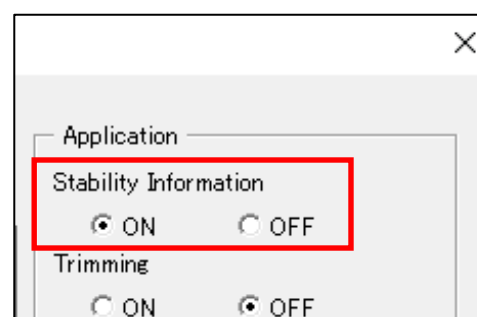 Application
Stability Information
ON OFF
Trimming
ON OFF